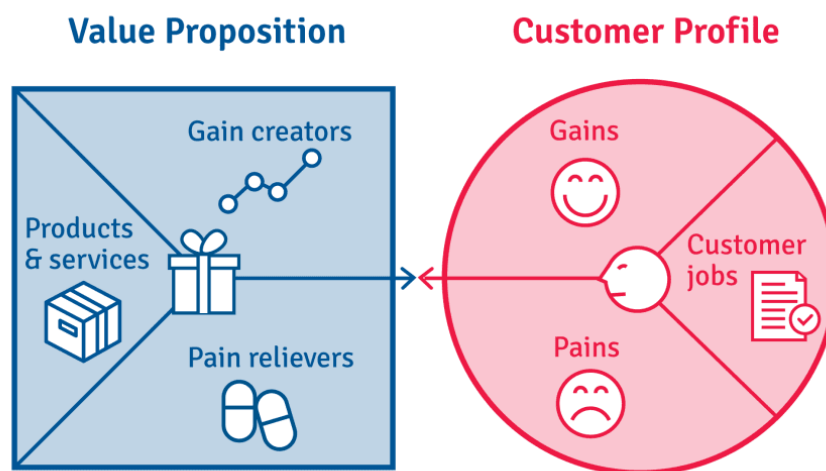 Value Proposition
Customer Profile
Gain creators
Products
& services
Pain relievers
Gains
Customer
jobs
Pains